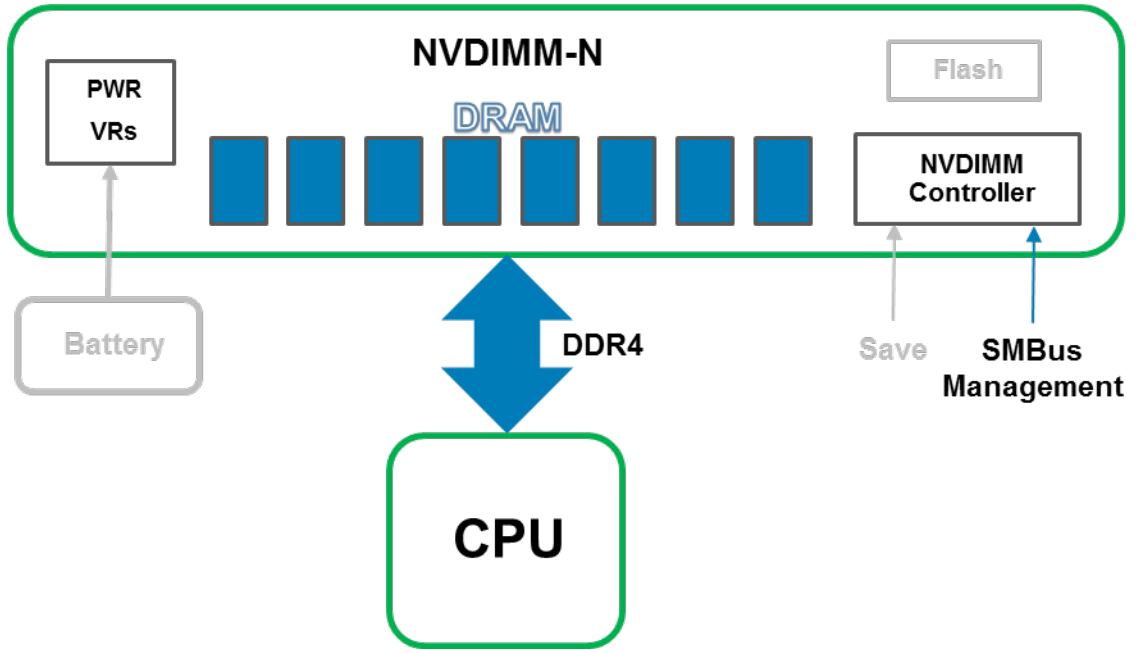 NVDIMM-N
PWR
VRs
DRAM
Flash
NVDIMM
Controller
Battery
DDR4
Save
SMBus
Management
CPU